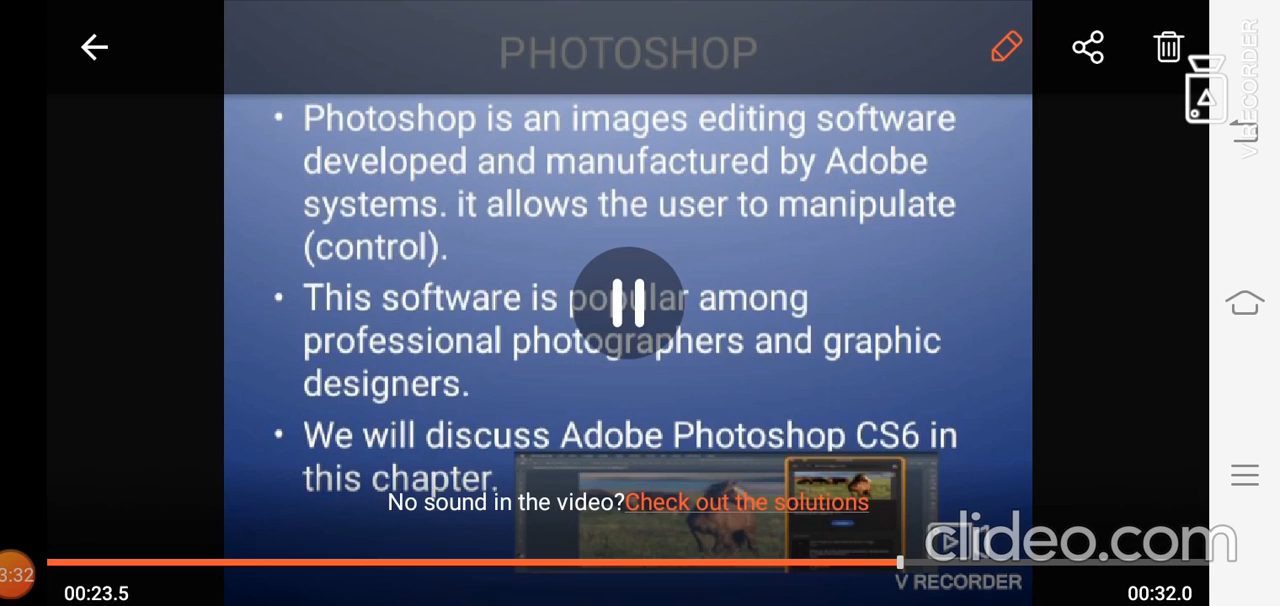 PHOTOSHOP
• Photoshop is an images editing software
developed and manufactured by Adobe
systems. it allows the user to manipulate
(control).
• This software is popular among
professional photographers and graphic
designers.
• We will discuss Adobe Photoshop CS6 in
this chapter.
No sound in the video?Check out the solutions
clideo.com
3:32
V RECORDER
00:23.5
00:32.0
V RECORDER